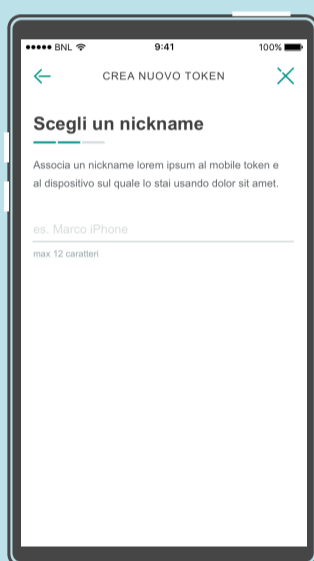 BNL 9:41 100%
CREA NUOVO TOKEN
Scegli un nickname
Associa un nickname lorem ipsum al mobile token e
al dispositivo sul quale lo stai usando dolor sit amet.
es. Marco iPhone
max 12 caratteri